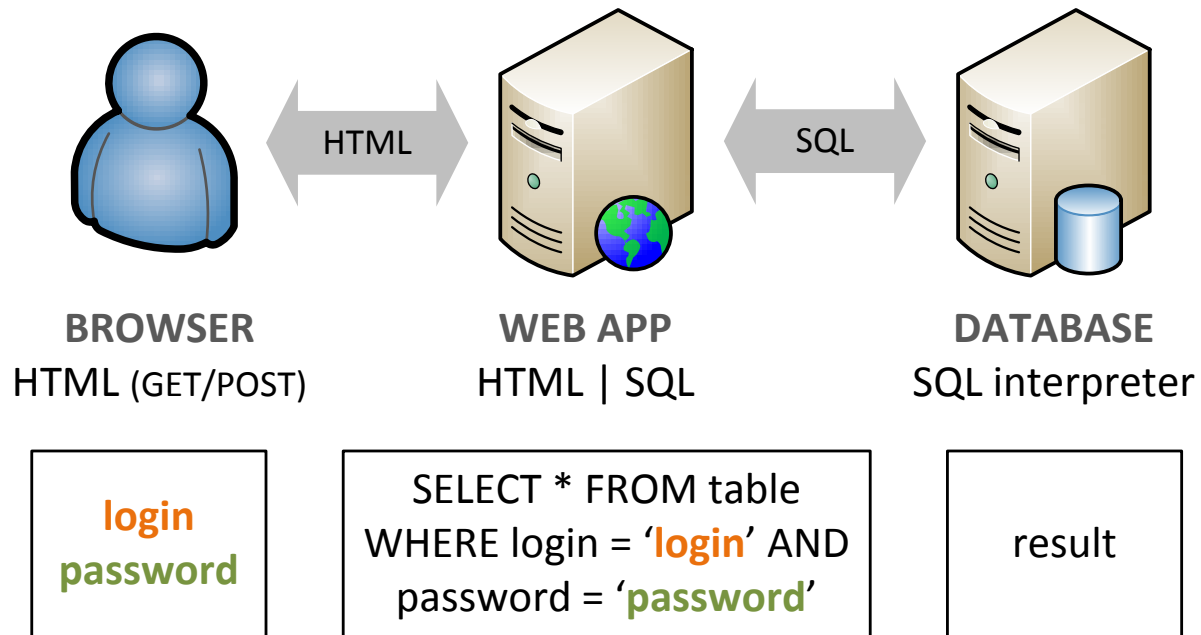 HTML
SQL
BROWSER
HTML (GET/POST)
WEB APP
HTML | SQL
DATABASE
SQL interpreter
login
password
SELECT * FROM table
WHERE login = ‘login’ AND
password = ‘password’
result